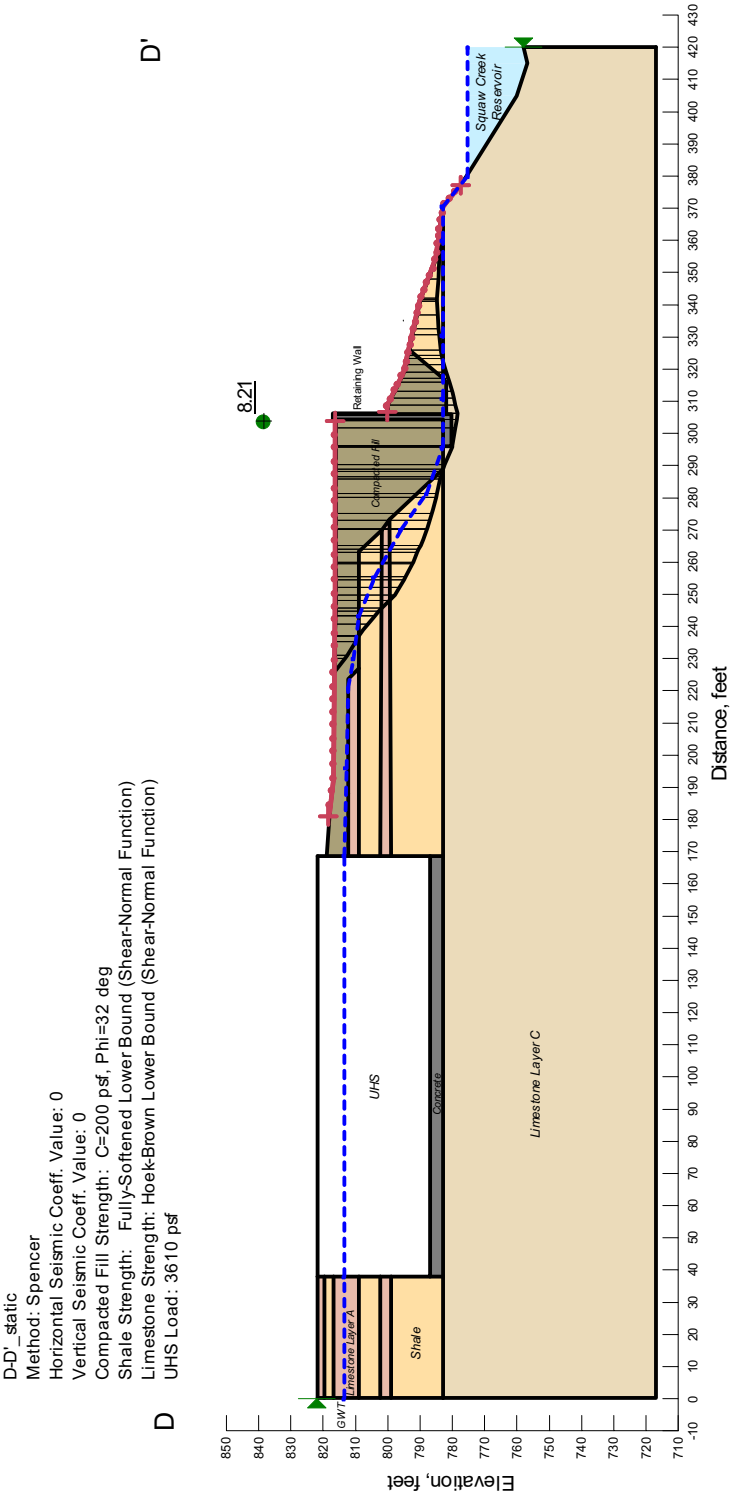 D-D'_static
Method: Spencer
Horizontal Seismic Coeff. Value: 0
Vertical Seismic Coeff. Value: 0
Compacted Fill Strength: C=200 psf, Phi=32 deg
Shale Strength: Fully-Softened Lower Bound (Shear-Normal Function)
Limestone Strength: Hoek-Brown Lower Bound (Shear-Normal Function)
UHS Load: 3610 psf
D
D'
8.21
Retaining Wall
Compacted Fill
Squaw Creek
Reservoir
GWT
Limestone Layer A
Shale
UHS
Concrete
Limestone Layer C
Elevation, feet
850
840
830
820
810
800
790
780
770
760
750
740
730
720
710
-10
0
10
20
30
40
50
60
70
80
90
100
110
120
130
140
150
160
170
180
190
200
210
220
230
240
250
260
270
280
290
300
310
320
330
340
350
360
370
380
390
400
410
420
430
Distance, feet